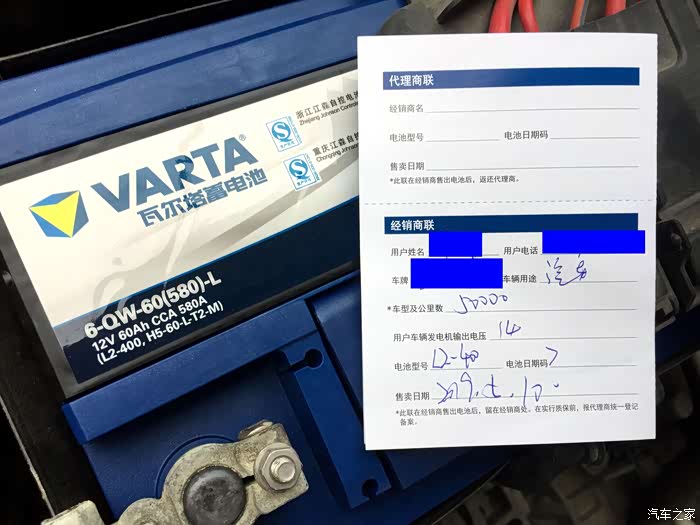 VARTA
瓦尔塔蓄电池
浙江江森自控电池
Zhejiang Johnson Controls
重庆江森自控
Chongqing Johnson
6-QW-60(580)-L
12V 60Ah CCA 580A
(L2-400, H5-60-L-T2-M)
代理商联
经销商名
电池型号 电池日期码
售卖日期
*此联在经销商售出电池后，返还代理商。
经销商联
用户姓名 用户电话
车牌 车辆用途 汽车
*车型及公里数 50000
用户车辆发电机输出电压 14
电池型号 L2-400 电池日期码
售卖日期
*此联在经销商售出电池后，留在经销商处。在实行质保前，报代理商统一登记
备案。
汽车之家